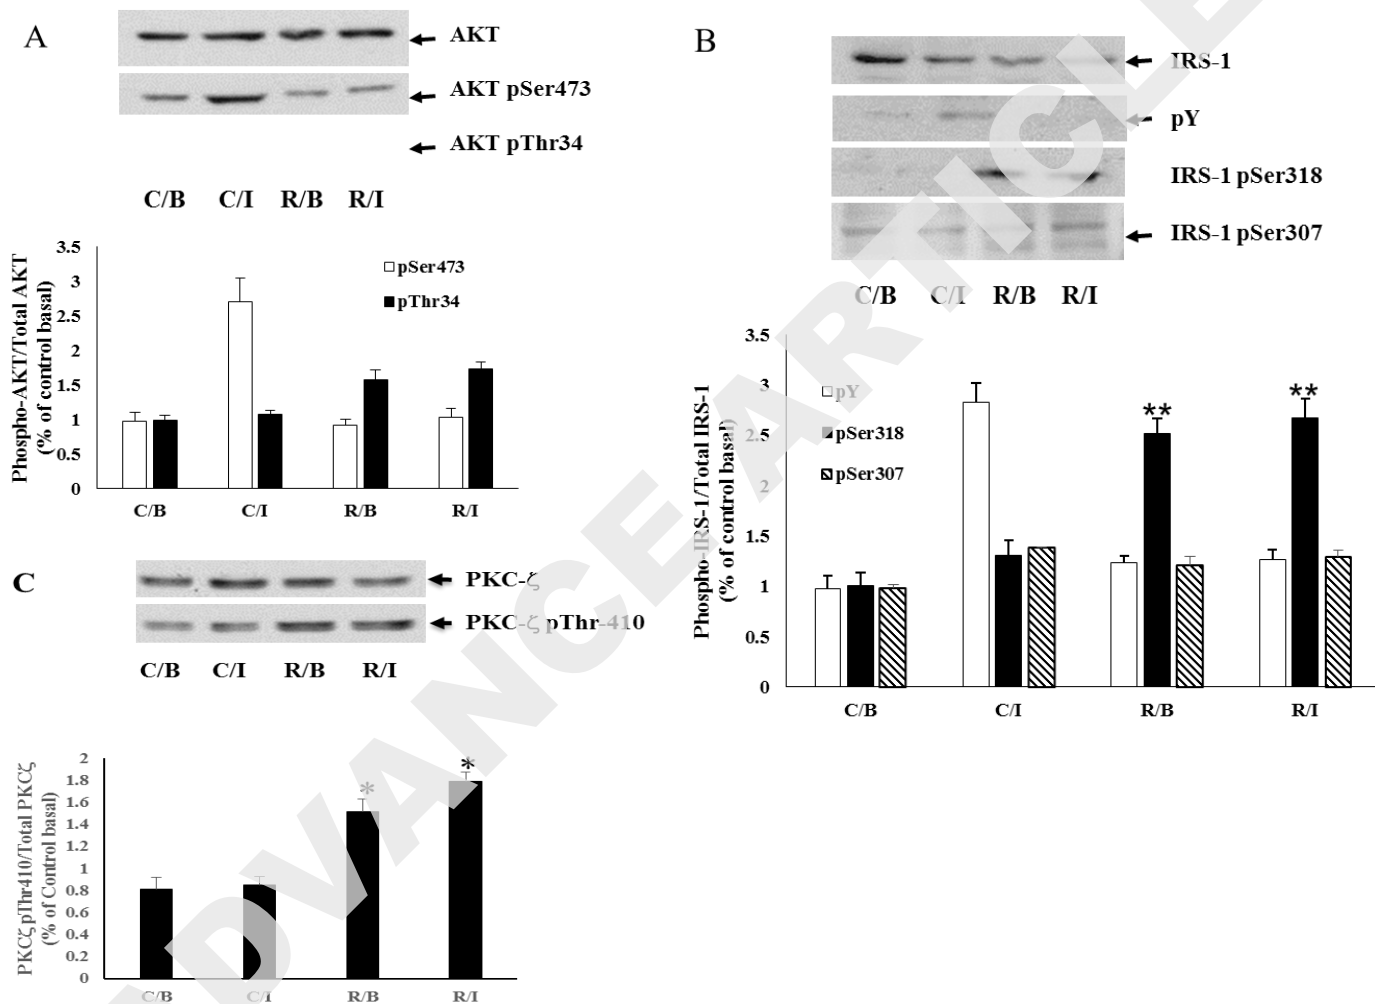 A
AKT
AKT pSer473
AKT pThr34
C/B C/I R/B R/I
Phospho-AKT/Total AKT
(% of control basal)
3.5
3
2.5
2
1.5
1
0.5
0
pSer473
pThr34
C/B C/I R/B R/I
B
IRS-1
pY
IRS-1 pSer318
IRS-1 pSer307
C/B C/I R/B R/I
Phospho-IRS-1/Total IRS-1
(% of control basal)
3.5
3
2.5
2
1.5
1
0.5
0
pY
pSer318
pSer307
** **
C/B C/I R/B R/I
C
PKC-ζ
PKC-ζ pThr-410
C/B C/I R/B R/I
PKCζ pThr410/Total PKCζ
(% of Control basal)
2
1.8
1.6
1.4
1.2
1
0.8
0.6
0.4
0.2
0
* *
C/B C/I R/B R/I
ADVANCE ARTICLE